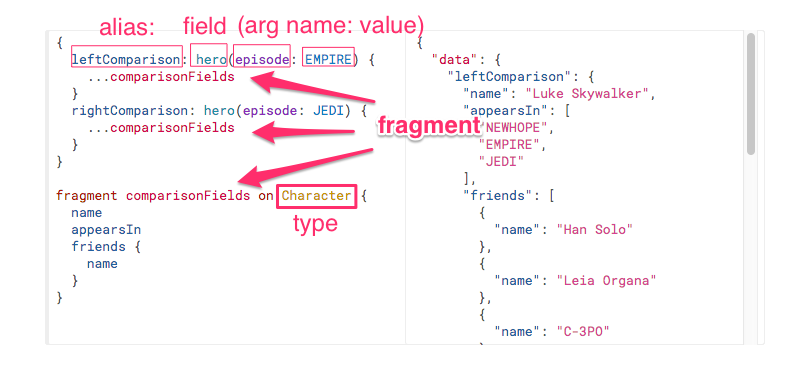 alias: field (arg name: value)
{
leftComparison: hero(episode: EMPIRE) {
...comparisonFields
}
rightComparison: hero(episode: JEDI) {
...comparisonFields
}
}
fragment comparisonFields on Character {
name
appearsIn
friends {
name
}
}
fragment
type
{
"data": {
"leftComparison": {
"name": "Luke Skywalker",
"appearsIn": [
"NEWHOPE",
"EMPIRE",
"JEDI"
],
"friends": [
{
"name": "Han Solo"
},
{
"name": "Leia Organa"
},
{
"name": "C-3PO"